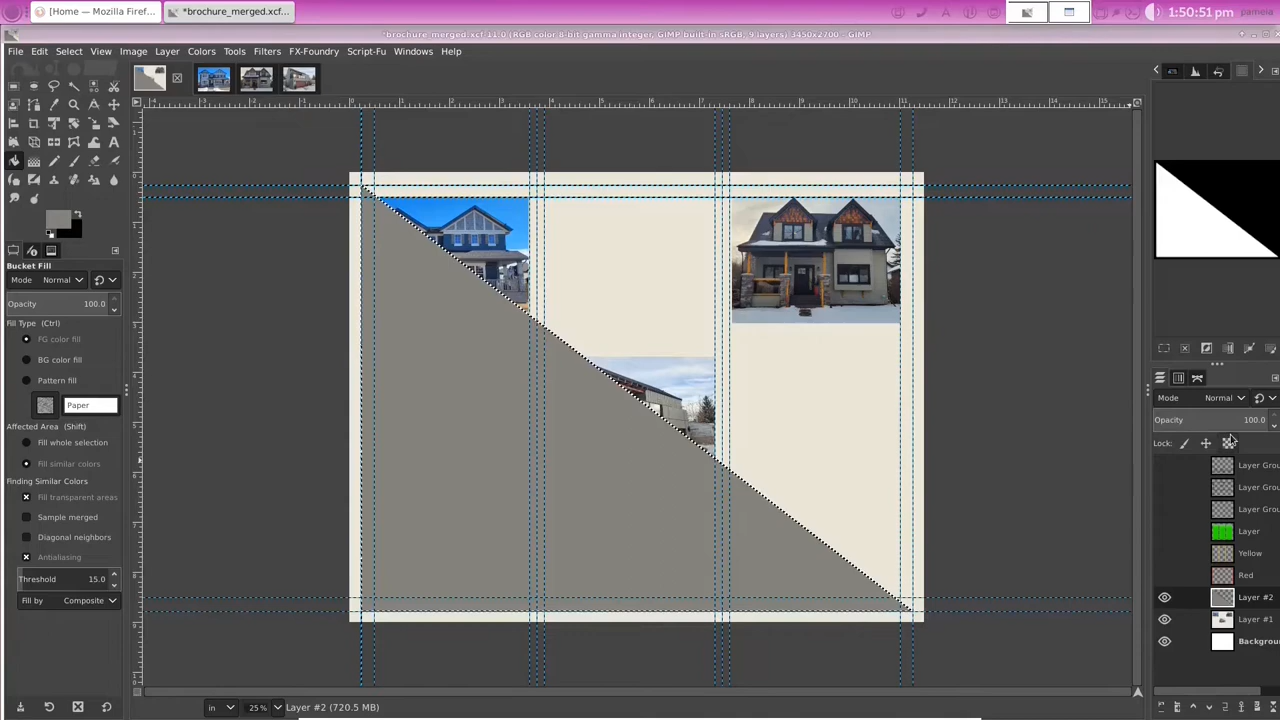 [Home — Mozilla Firef…
*brochure_merged.xcf-…
1:50:51 pm
pamela
*brochure-merged.xcf-11.0 (RGB color 8-bit gamma integer, GIMP built-in sRGB, 9 layers) 3450x2700 – GIMP
File Edit Select View Image Layer Colors Tools Filters FX-Foundry Script-Fu Windows Help
Bucket Fill
Mode Normal
Opacity 100.0
Fill Type (Ctrl)
FG color fill
BG color fill
Pattern fill
Paper
Affected Area (Shift)
Fill whole selection
Fill similar colors
Finding Similar Colors
Fill transparent areas
Sample merged
Diagonal neighbors
Antialiasing
Threshold 15.0
Fill by Composite
in 25% Layer #2 (720.5 MB)
Mode Normal
Opacity 100.0
Lock:
Layer Grou
Layer Grou
Layer Grou
Layer
Yellow
Red
Layer #2
Layer #1
Backgrou